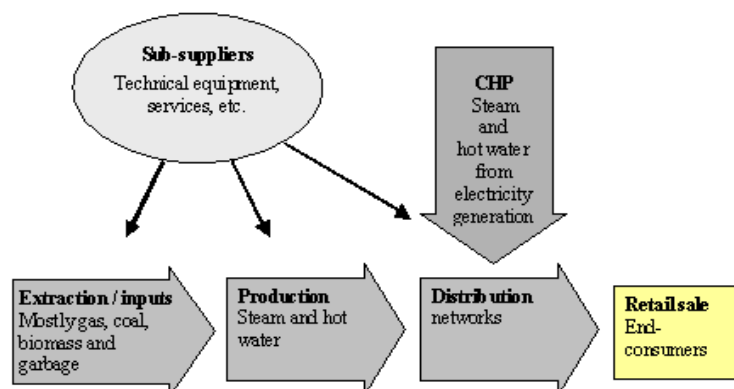 Sub-suppliers
Technical equipment,
services, etc.
CHP
Steam
and
hot water
from
electricity
generation
Extraction / inputs
Mostly gas, coal,
biomass and
garbage
Production
Steam and hot
water
Distribution
networks
Retail sale
End-
consumers